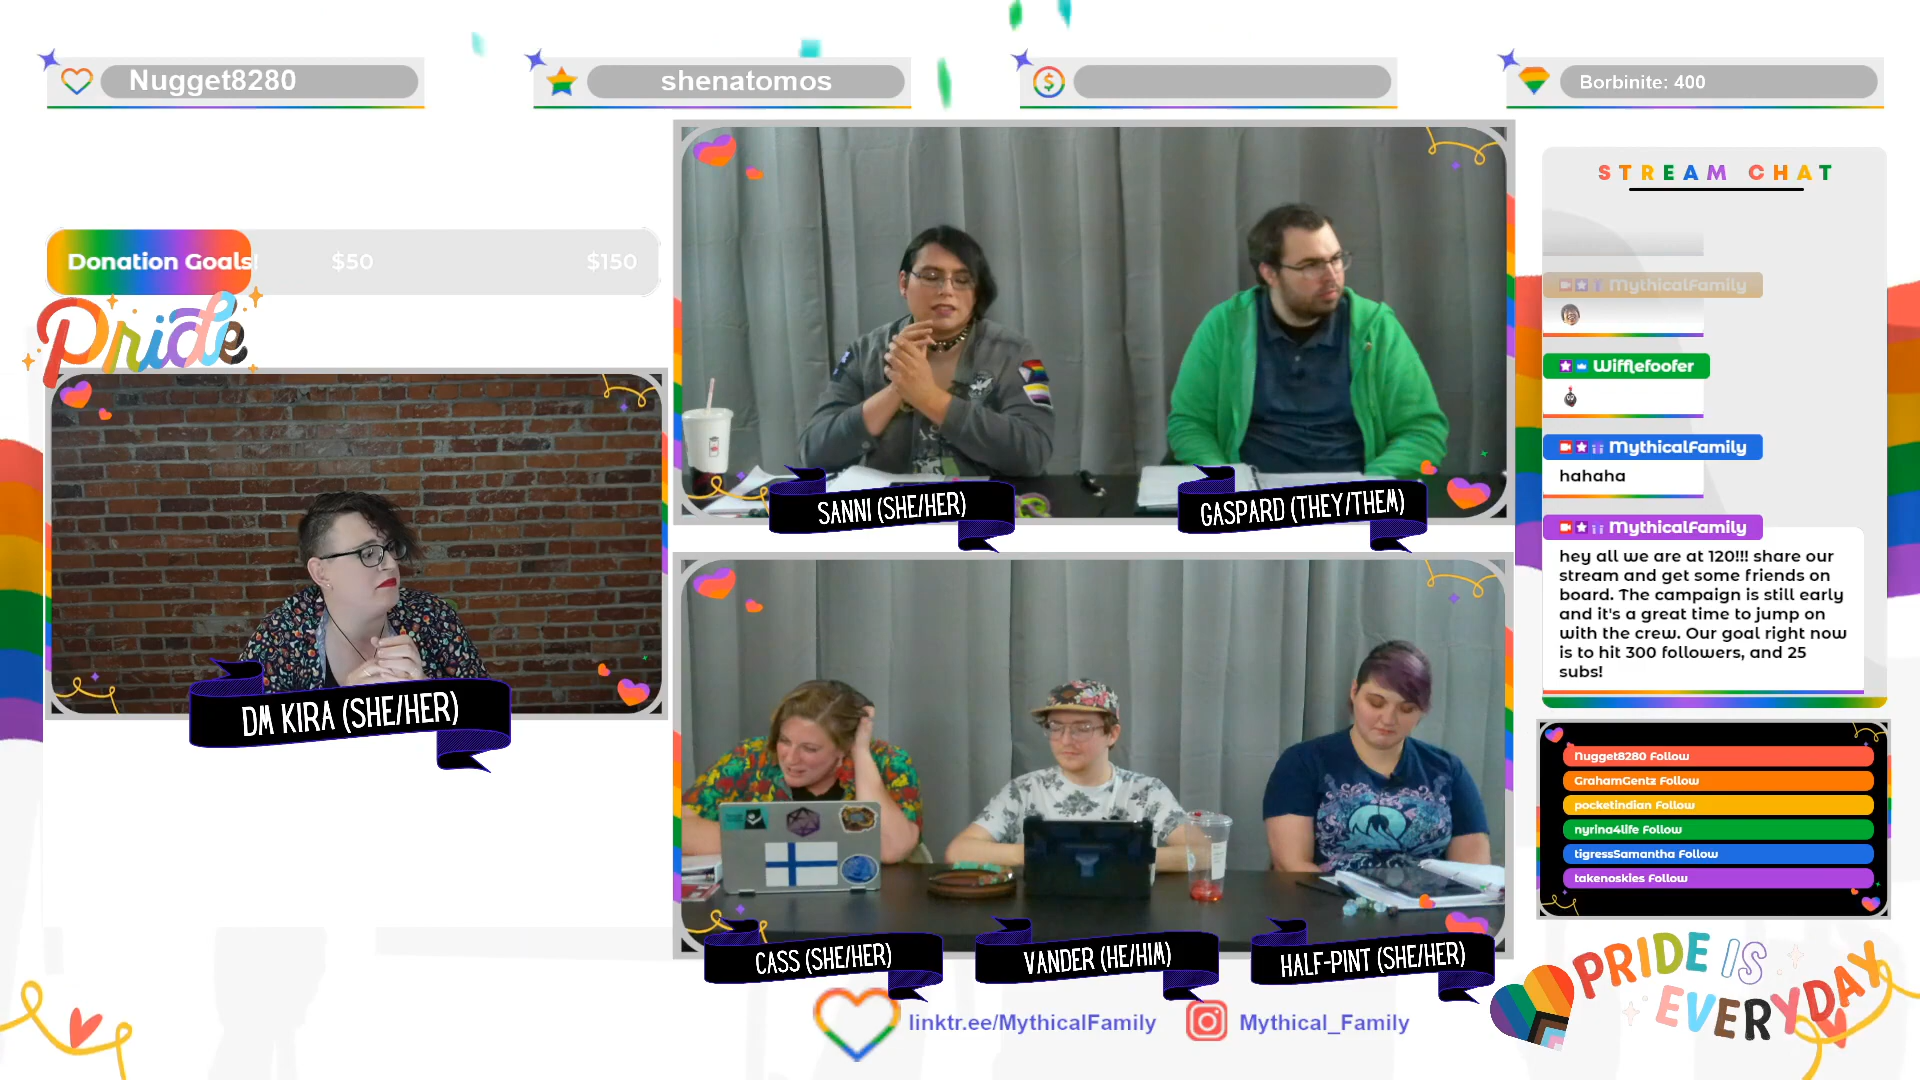 Nugget8280
shenatomos
Borbinite: 400
Donation Goals!
$50
$150
Pride
DM KIRA (SHE/HER)
SANNI (SHE/HER)
GASPARD (THEY/THEM)
CASS (SHE/HER)
VANDER (HE/HIM)
HALF-PINT (SHE/HER)
linktr.ee/MythicalFamily
Mythical_Family
STREAM CHAT
MythicalFamily
Wifflefoofer
MythicalFamily
hahaha
MythicalFamily
hey all we are at 120!!! share our
stream and get some friends on
board. The campaign is still early
and it's a great time to jump on
with the crew. Our goal right now
is to hit 300 followers, and 25
subs!
Nugget8280 Follow
GrahamGentz Follow
pocketindian Follow
nyrina4life Follow
tigressSamantha Follow
takenoskies Follow
PRIDE IS
EVERYDAY